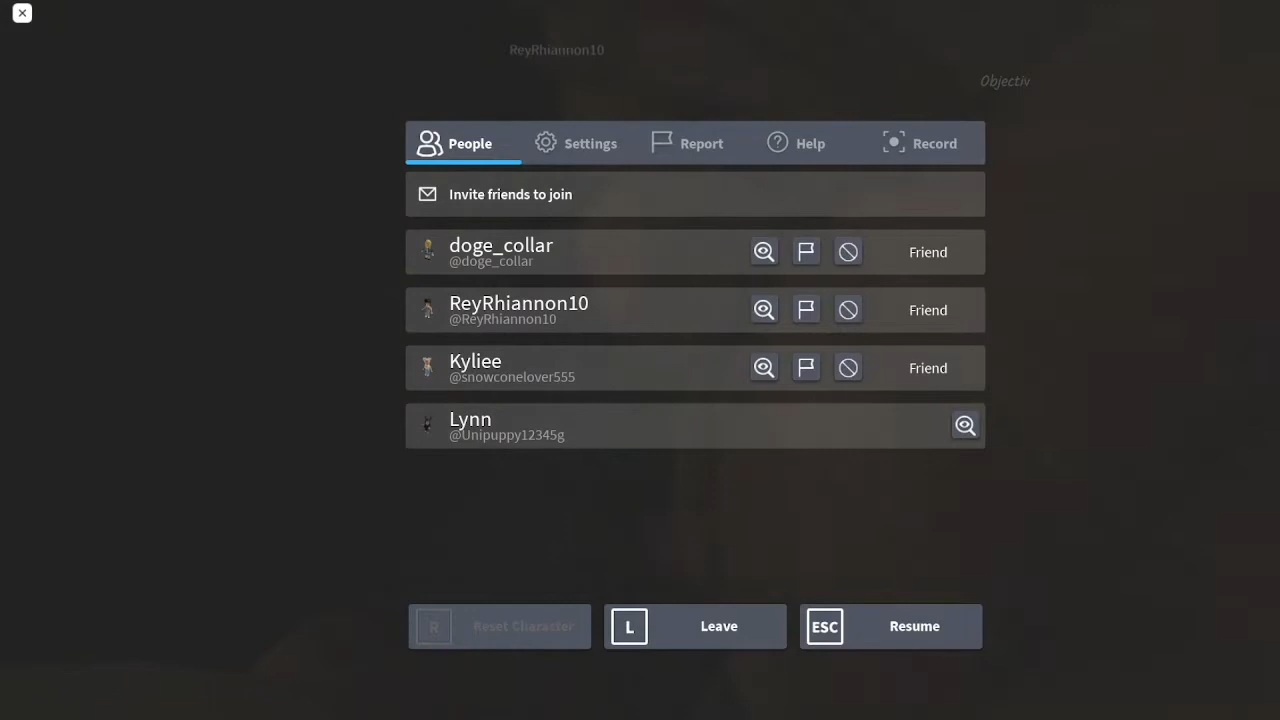 ReyRhiannon10
Objectiv
People
Settings
Report
Help
Record
Invite friends to join
doge_collar
@doge_collar
Friend
ReyRhiannon10
@ReyRhiannon10
Friend
Kyliee
@snowconelover555
Friend
Lynn
@Unipuppy12345g
R Reset Character
L Leave
ESC Resume